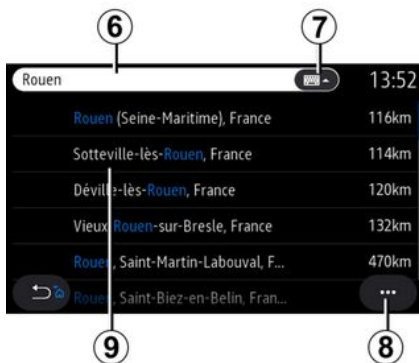 6
7
Rouen
13:52
Rouen (Seine-Maritime), France 116km
Sotteville-lès-Rouen, France 114km
Déville-lès-Rouen, France 120km
Vieux-Rouen-sur-Bresle, France 132km
Rouen, Saint-Martin-Labouval, F... 470km
Rouen, Saint-Biez-en-Belin, Fran...
9
8